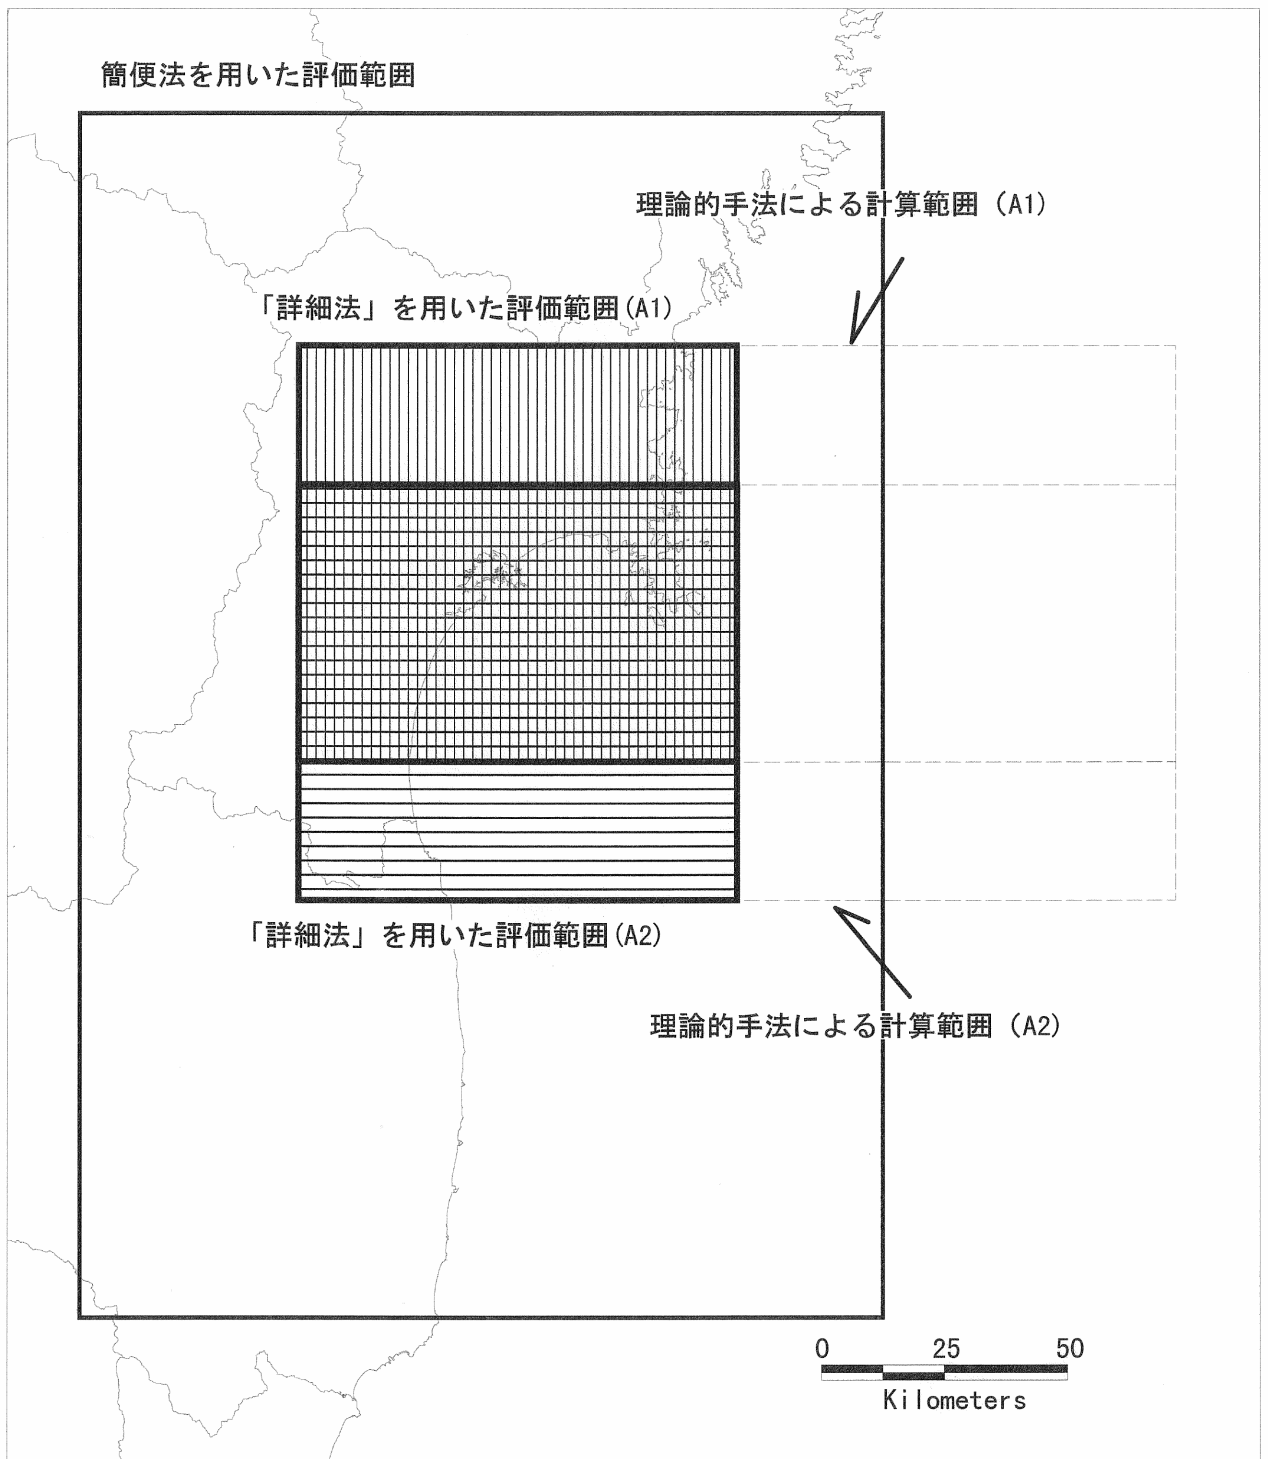 簡便法を用いた評価範囲
理論的手法による計算範囲（A1）
「詳細法」を用いた評価範囲(A1)
「詳細法」を用いた評価範囲(A2)
理論的手法による計算範囲（A2）
0 25 50
Kilometers